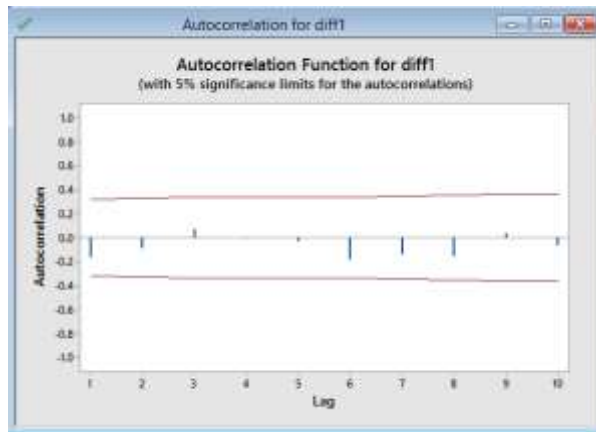 Autocorrelation for diff1
Autocorrelation Function for diff1
(with 5% significance limits for the autocorrelations)
1.0
0.8
0.6
0.4
0.2
0.0
-0.2
-0.4
-0.6
-0.8
-1.0
Autocorrelation
1 2 3 4 5 6 7 8 9 10
Lag